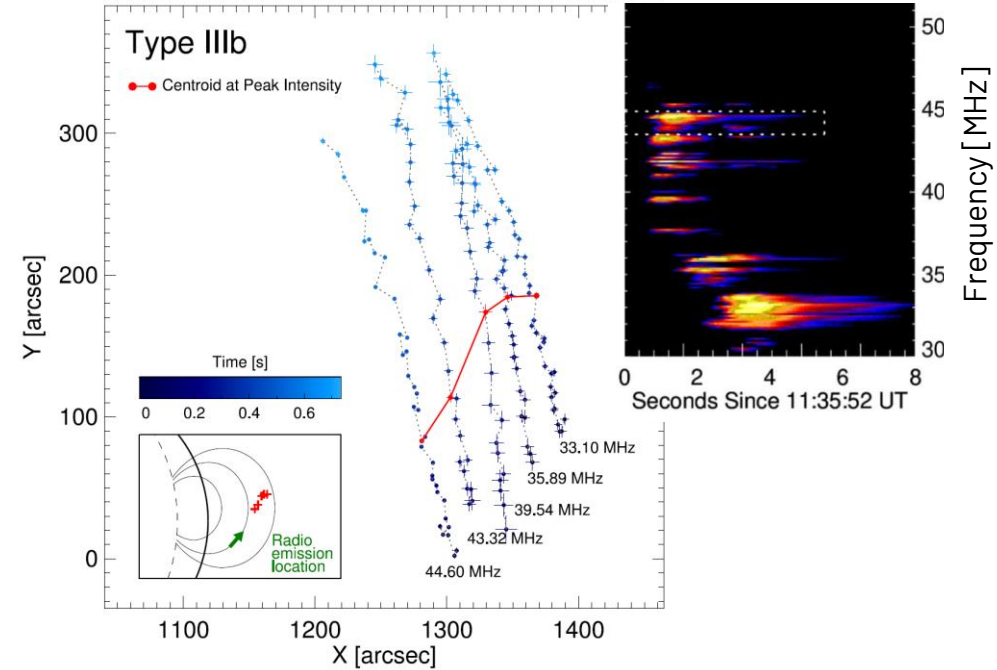 Type IIIb
Centroid at Peak Intensity
Y [arcsec]
300
200
100
0
Time [s]
0 0.2 0.4 0.6
Radio
emission
location
33.10 MHz
35.89 MHz
39.54 MHz
43.32 MHz
44.60 MHz
1100 1200 1300 1400
X [arcsec]
50
45
40
35
30
Frequency [MHz]
0 2 4 6 8
Seconds Since 11:35:52 UT